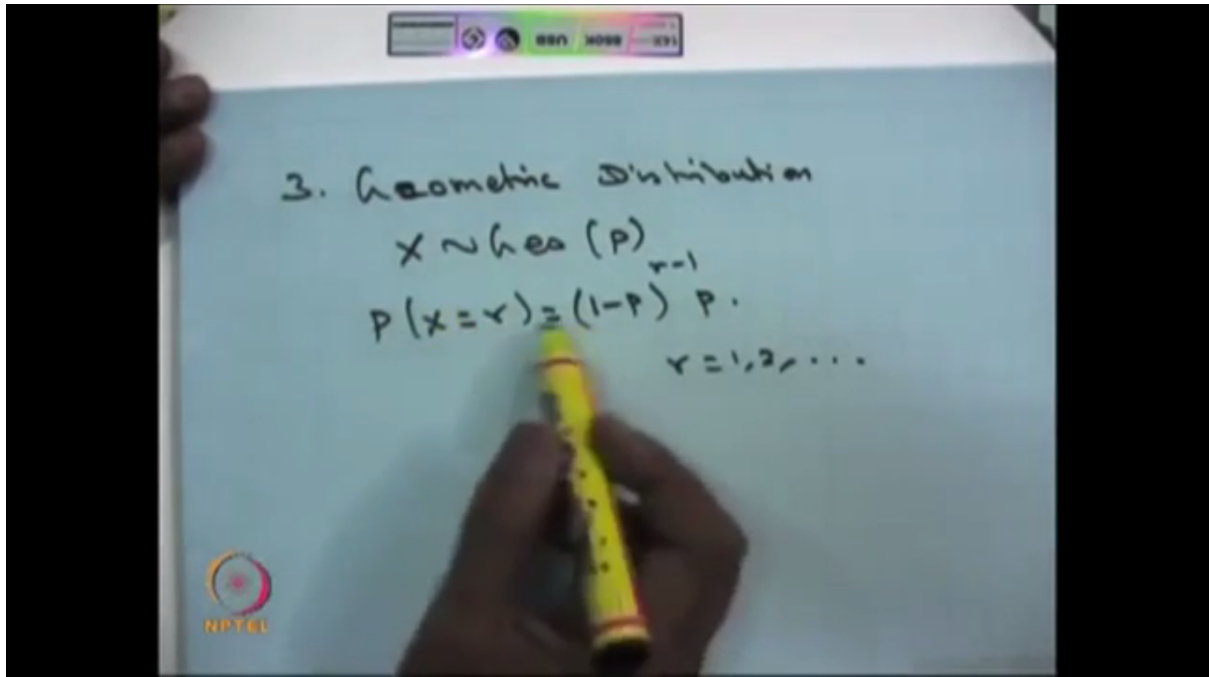 3. Geometric Distribution
X ~ Geo (P)
P(X = r) = (1-P)^{r-1} P.
r = 1, 2, ...
NPTEL